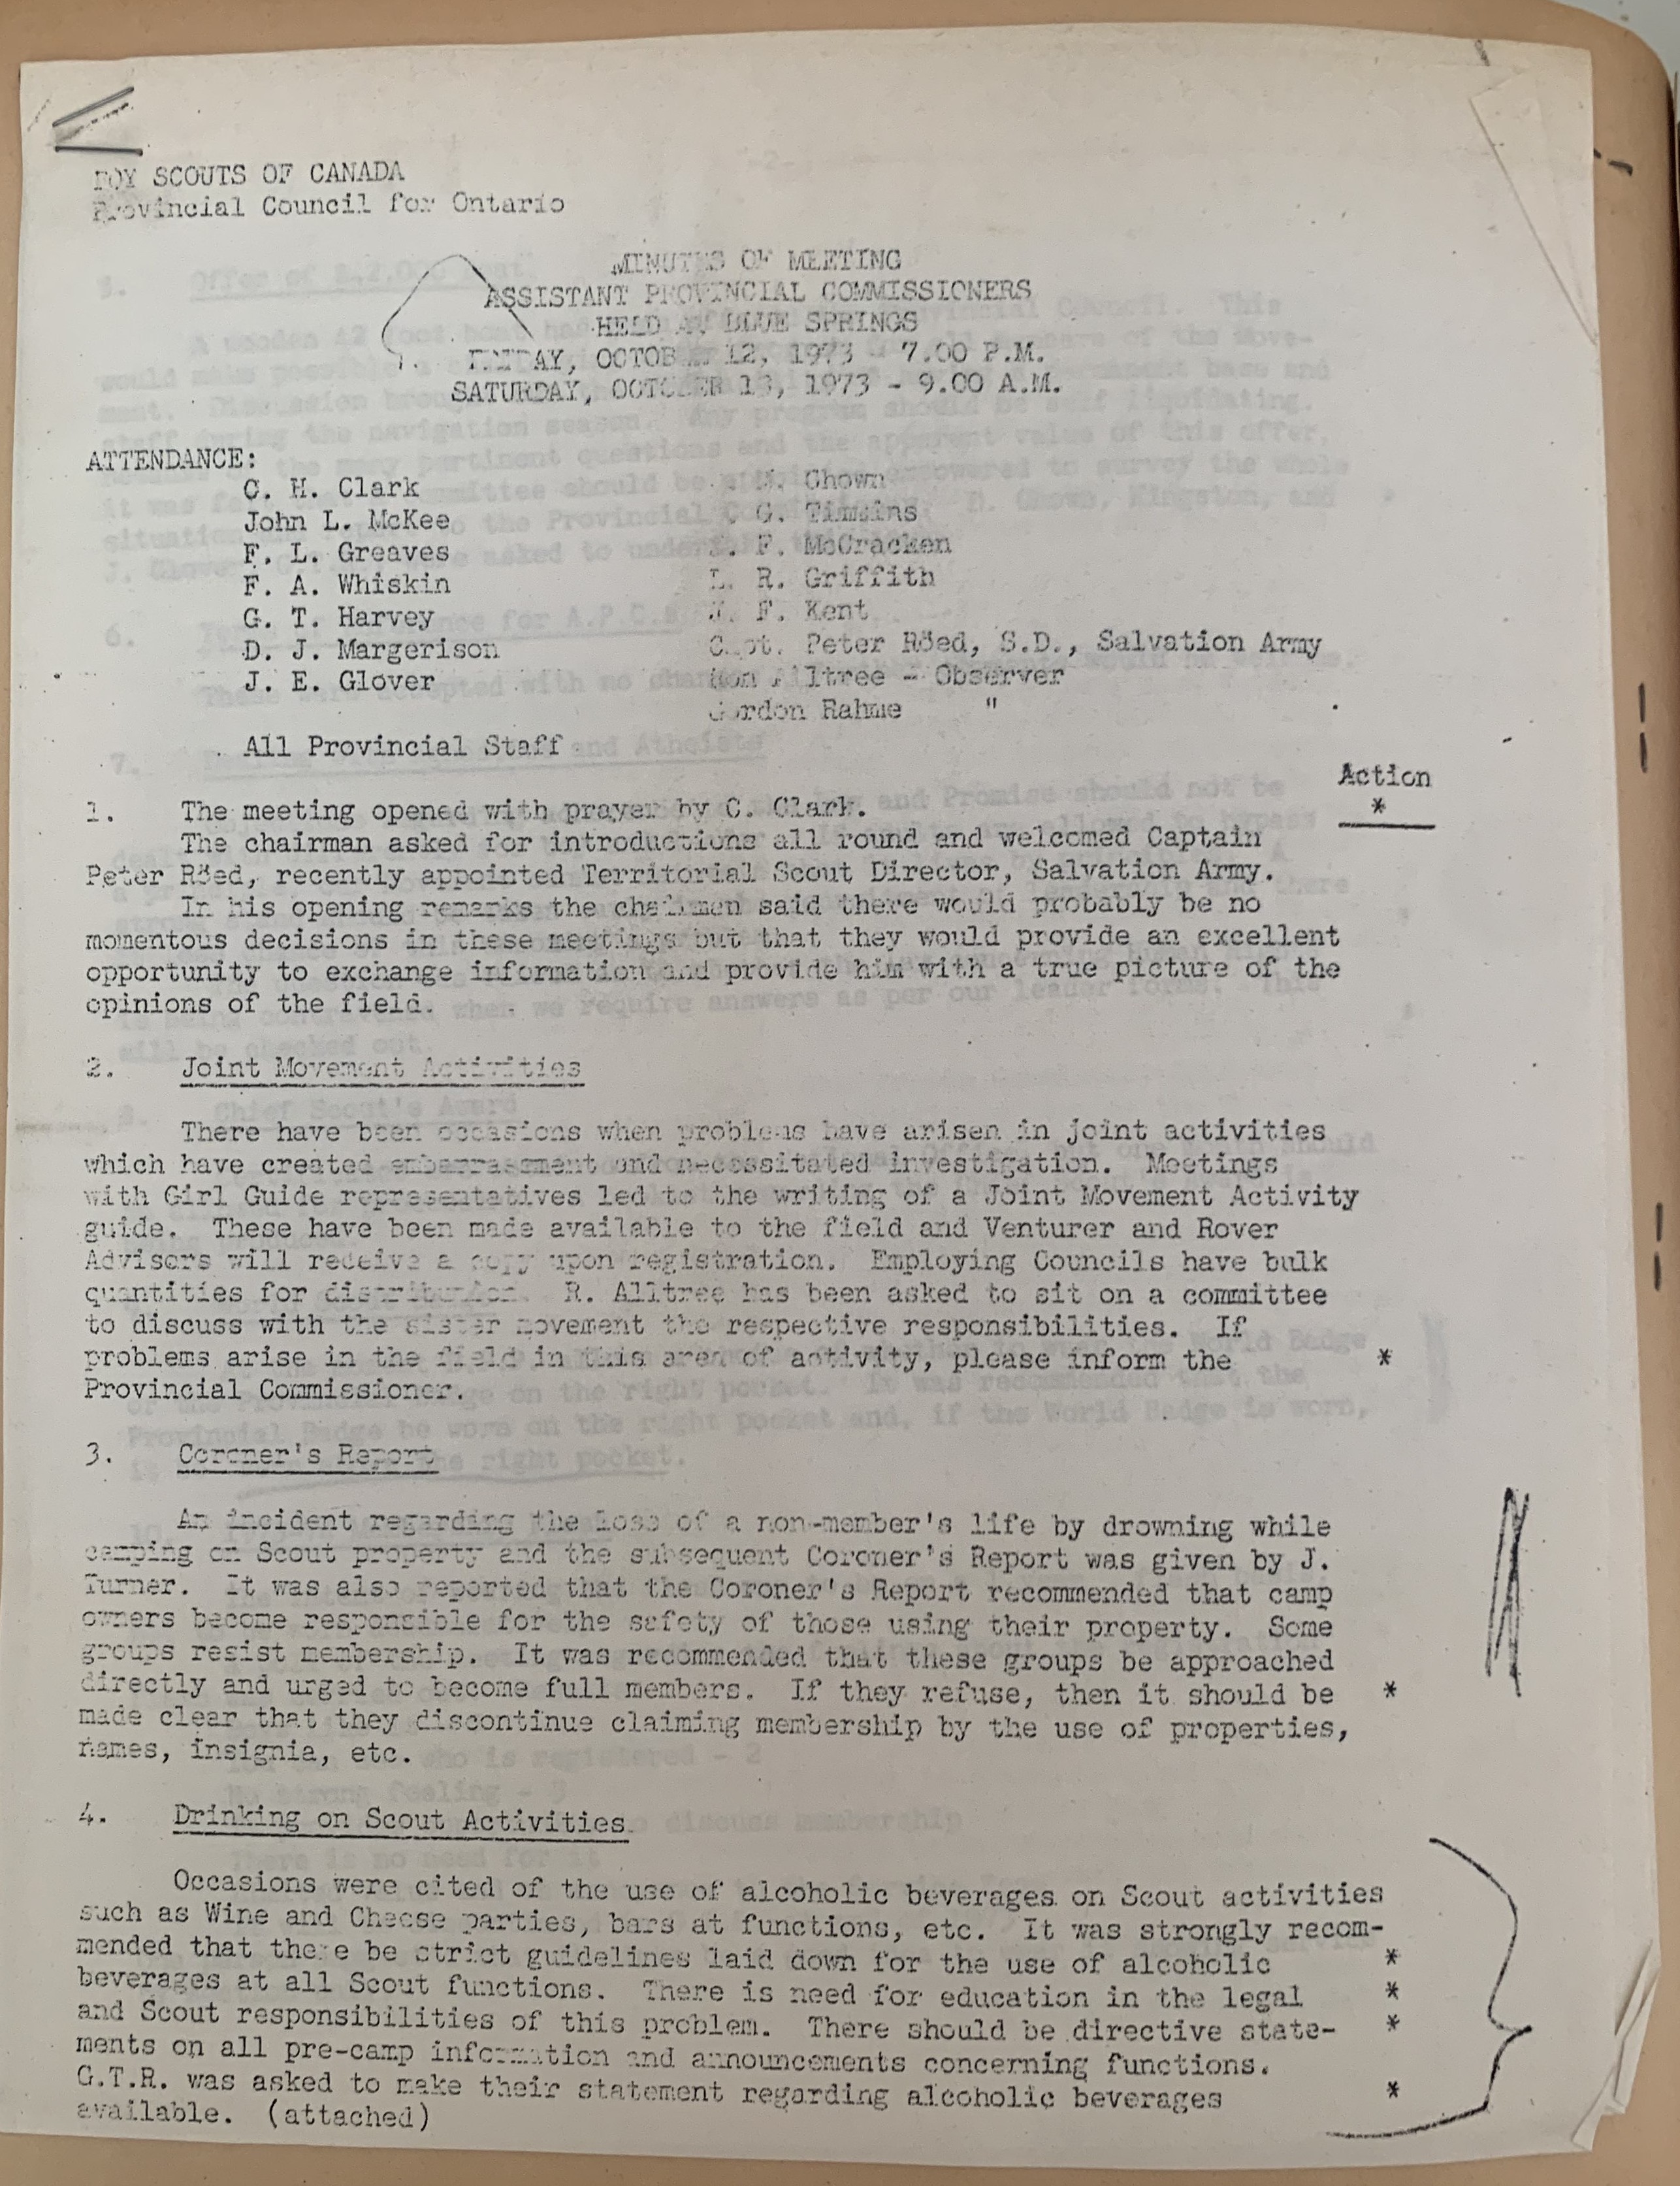 BOY SCOUTS OF CANADA
Provincial Council for Ontario
MINUTES OF MEETING
ASSISTANT PROVINCIAL COMMISSIONERS
HELD AT BLUE SPRINGS
FRIDAY, OCTOBER 12, 1973 - 7.00 P.M.
SATURDAY, OCTOBER 13, 1973 - 9.00 A.M.
ATTENDANCE:
C. H. Clark
John L. McKee
F. L. Greaves
F. A. Whiskin
G. T. Harvey
D. J. Margerison
J. E. Glover
Chown
G. Timmins
F. McCracken
L. R. Griffith
F. Kent
Capt. Peter Röed, S.D., Salvation Army
Ron Alltree - Observer
Gordon Rahme "
All Provincial Staff
Action
*
1. The meeting opened with prayer by C. Clark.
The chairman asked for introductions all round and welcomed Captain
Peter Röed, recently appointed Territorial Scout Director, Salvation Army.
In his opening remarks the chairman said there would probably be no
momentous decisions in these meetings but that they would provide an excellent
opportunity to exchange information and provide him with a true picture of the
opinions of the field.
2. Joint Movement Activities
There have been occasions when problems have arisen in joint activities
which have created embarrassment and necessitated investigation. Meetings
with Girl Guide representatives led to the writing of a Joint Movement Activity
guide. These have been made available to the field and Venturer and Rover
Advisors will receive a copy upon registration. Employing Councils have bulk
quantities for distribution. R. Alltree has been asked to sit on a committee
to discuss with the sister movement the respective responsibilities. If
problems arise in the field in this area of activity, please inform the *
Provincial Commissioner.
3. Coroner's Report
An incident regarding the loss of a non-member's life by drowning while
camping on Scout property and the subsequent Coroner's Report was given by J.
Turner. It was also reported that the Coroner's Report recommended that camp
owners become responsible for the safety of those using their property. Some
groups resist membership. It was recommended that these groups be approached
directly and urged to become full members. If they refuse, then it should be *
made clear that they discontinue claiming membership by the use of properties,
names, insignia, etc.
4. Drinking on Scout Activities
Occasions were cited of the use of alcoholic beverages on Scout activities
such as Wine and Cheese parties, bars at functions, etc. It was strongly recom-
mended that there be strict guidelines laid down for the use of alcoholic *
beverages at all Scout functions. There is need for education in the legal *
and Scout responsibilities of this problem. There should be directive state- *
ments on all pre-camp information and announcements concerning functions.
G.T.R. was asked to make their statement regarding alcoholic beverages *
available. (attached)